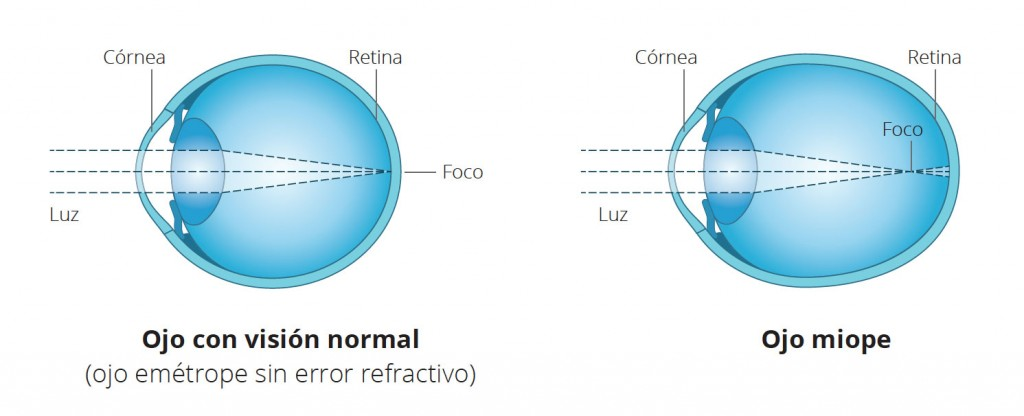 Córnea
Retina
Foco
Luz
Ojo con visión normal
(ojo emétrope sin error refractivo)
Córnea
Retina
Foco
Luz
Ojo miope